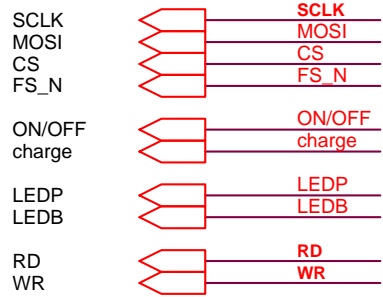 SCLK SCLK
MOSI MOSI
CS CS
FS_N FS_N
ON/OFF ON/OFF
charge charge
LEDP LEDP
LEDB LEDB
RD RD
WR WR